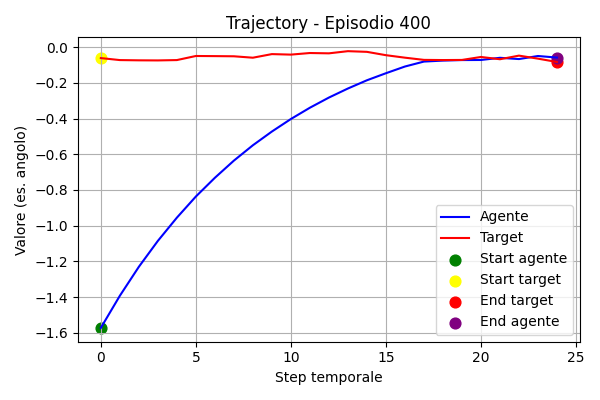 Trajectory - Episodio 400
Valore (es. angolo)
0.0
−0.2
−0.4
−0.6
−0.8
−1.0
−1.2
−1.4
−1.6
0
5
10
15
20
25
Step temporale
Agente
Target
Start agente
Start target
End target
End agente